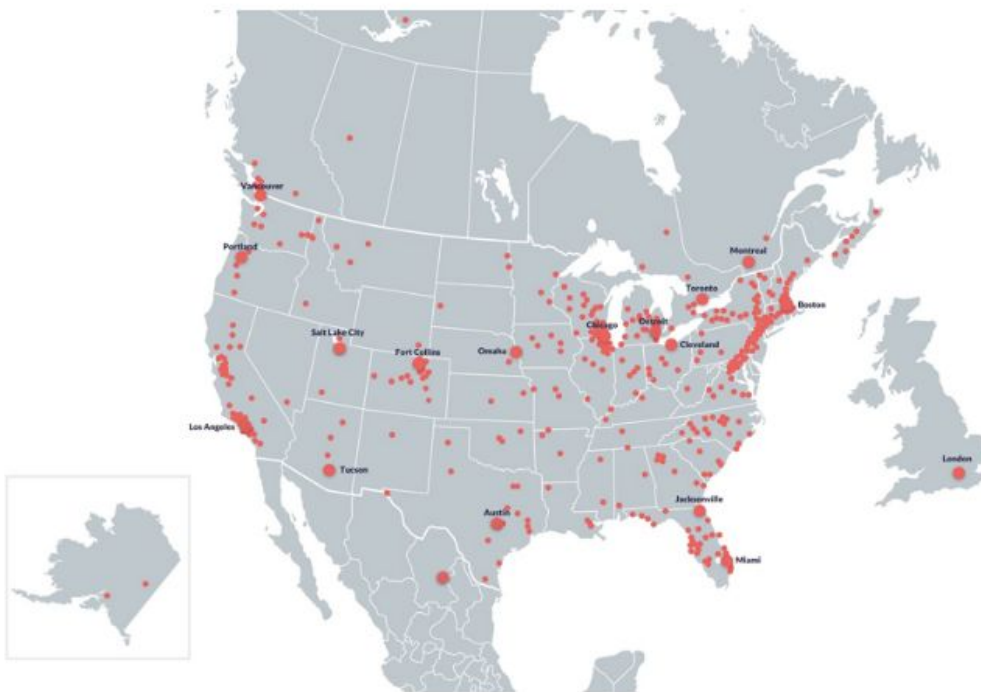 Vancouver
Portland
Montreal
Toronto
Boston
Salt Lake City
Chicago
Detroit
Fort Collins
Omaha
Cleveland
Los Angeles
Tucson
London
Jacksonville
Austin
Miami